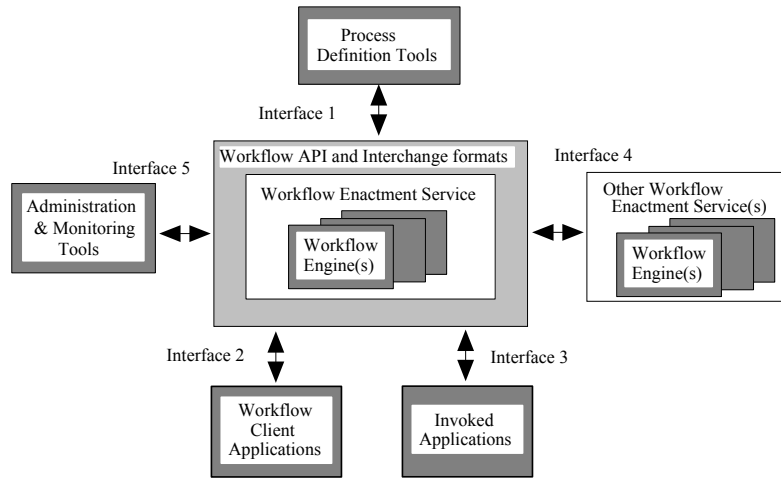 Process
Definition Tools
Interface 1
Workflow API and Interchange formats
Interface 5
Interface 4
Workflow Enactment Service
Workflow
Engine(s)
Administration
& Monitoring
Tools
Other Workflow
Enactment Service(s)
Workflow
Engine(s)
Interface 2
Interface 3
Workflow
Client
Applications
Invoked
Applications